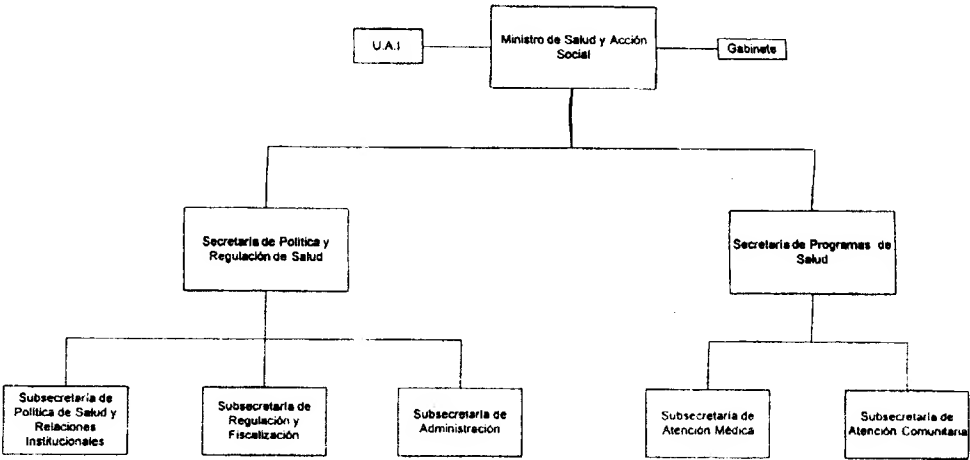 U.A.I
Ministro de Salud y Acción
Social
Gabinete
Secretaría de Política y
Regulación de Salud
Secretaría de Programas de
Salud
Subsecretaría de
Política de Salud y
Relaciones
Institucionales
Subsecretaría de
Regulación y
Fiscalización
Subsecretaría de
Administración
Subsecretaría de
Atención Médica
Subsecretaría de
Atención Comunitaria